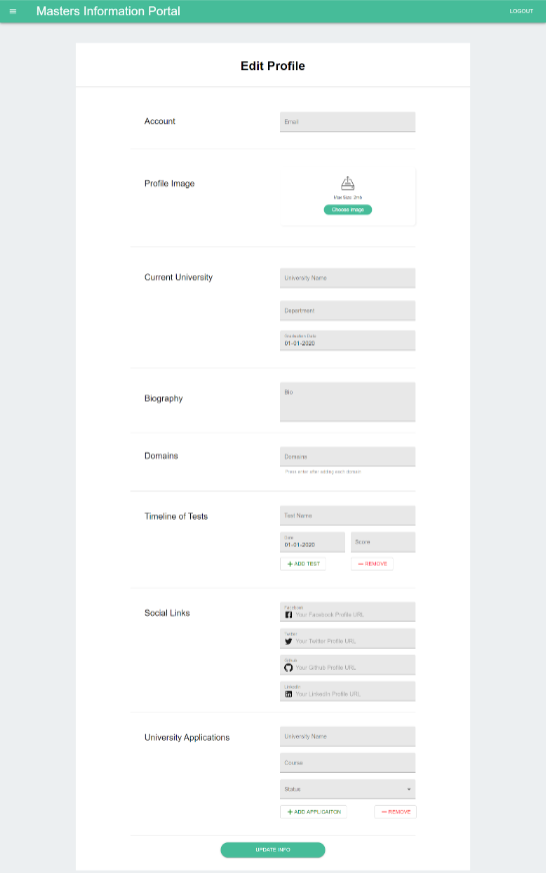 Masters Information Portal
LOGOUT
Edit Profile
Account
Email
Profile Image
Max Size: 2mb
Choose Image
Current University
University Name
Department
Graduation Date
01-01-2020
Biography
Bio
Domains
Domains
Press enter after adding each domain
Timeline of Tests
Test Name
Date
01-01-2020
Score
+ ADD TEST
— REMOVE
Social Links
Facebook
Your Facebook Profile URL
Twitter
Your Twitter Profile URL
Github
Your Github Profile URL
LinkedIn
Your LinkedIn Profile URL
University Applications
University Name
Course
Status
+ ADD APPLICAITON
— REMOVE
UPDATE INFO